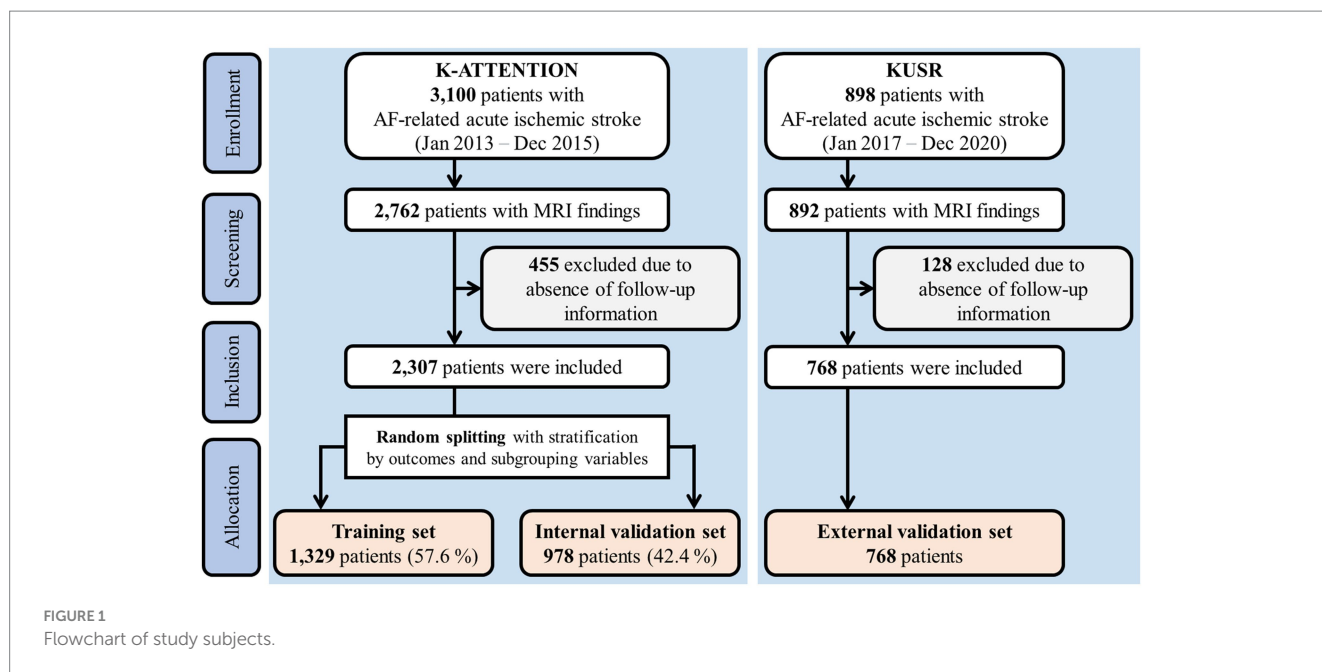 Enrollment
K-ATTENTION
3,100 patients with
AF-related acute ischemic stroke
(Jan 2013 – Dec 2015)
KUSR
898 patients with
AF-related acute ischemic stroke
(Jan 2017 – Dec 2020)
Screening
2,762 patients with MRI findings
455 excluded due to
absence of follow-up
information
892 patients with MRI findings
128 excluded due to
absence of follow-up
information
Inclusion
2,307 patients were included
768 patients were included
Allocation
Random splitting with stratification
by outcomes and subgrouping variables
Training set
1,329 patients (57.6 %)
Internal validation set
978 patients (42.4 %)
External validation set
768 patients
FIGURE 1
Flowchart of study subjects.